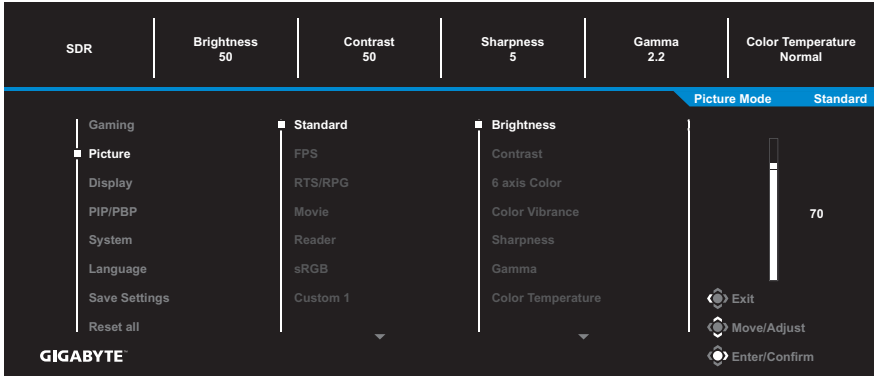 SDR
Brightness
50
Contrast
50
Sharpness
5
Gamma
2.2
Color Temperature
Normal
Picture Mode Standard
Gaming
Picture
Display
PIP/PBP
System
Language
Save Settings
Reset all
Standard
FPS
RTS/RPG
Movie
Reader
sRGB
Custom 1
Brightness
Contrast
6 axis Color
Color Vibrance
Sharpness
Gamma
Color Temperature
70
Exit
Move/Adjust
Enter/Confirm
GIGABYTE™